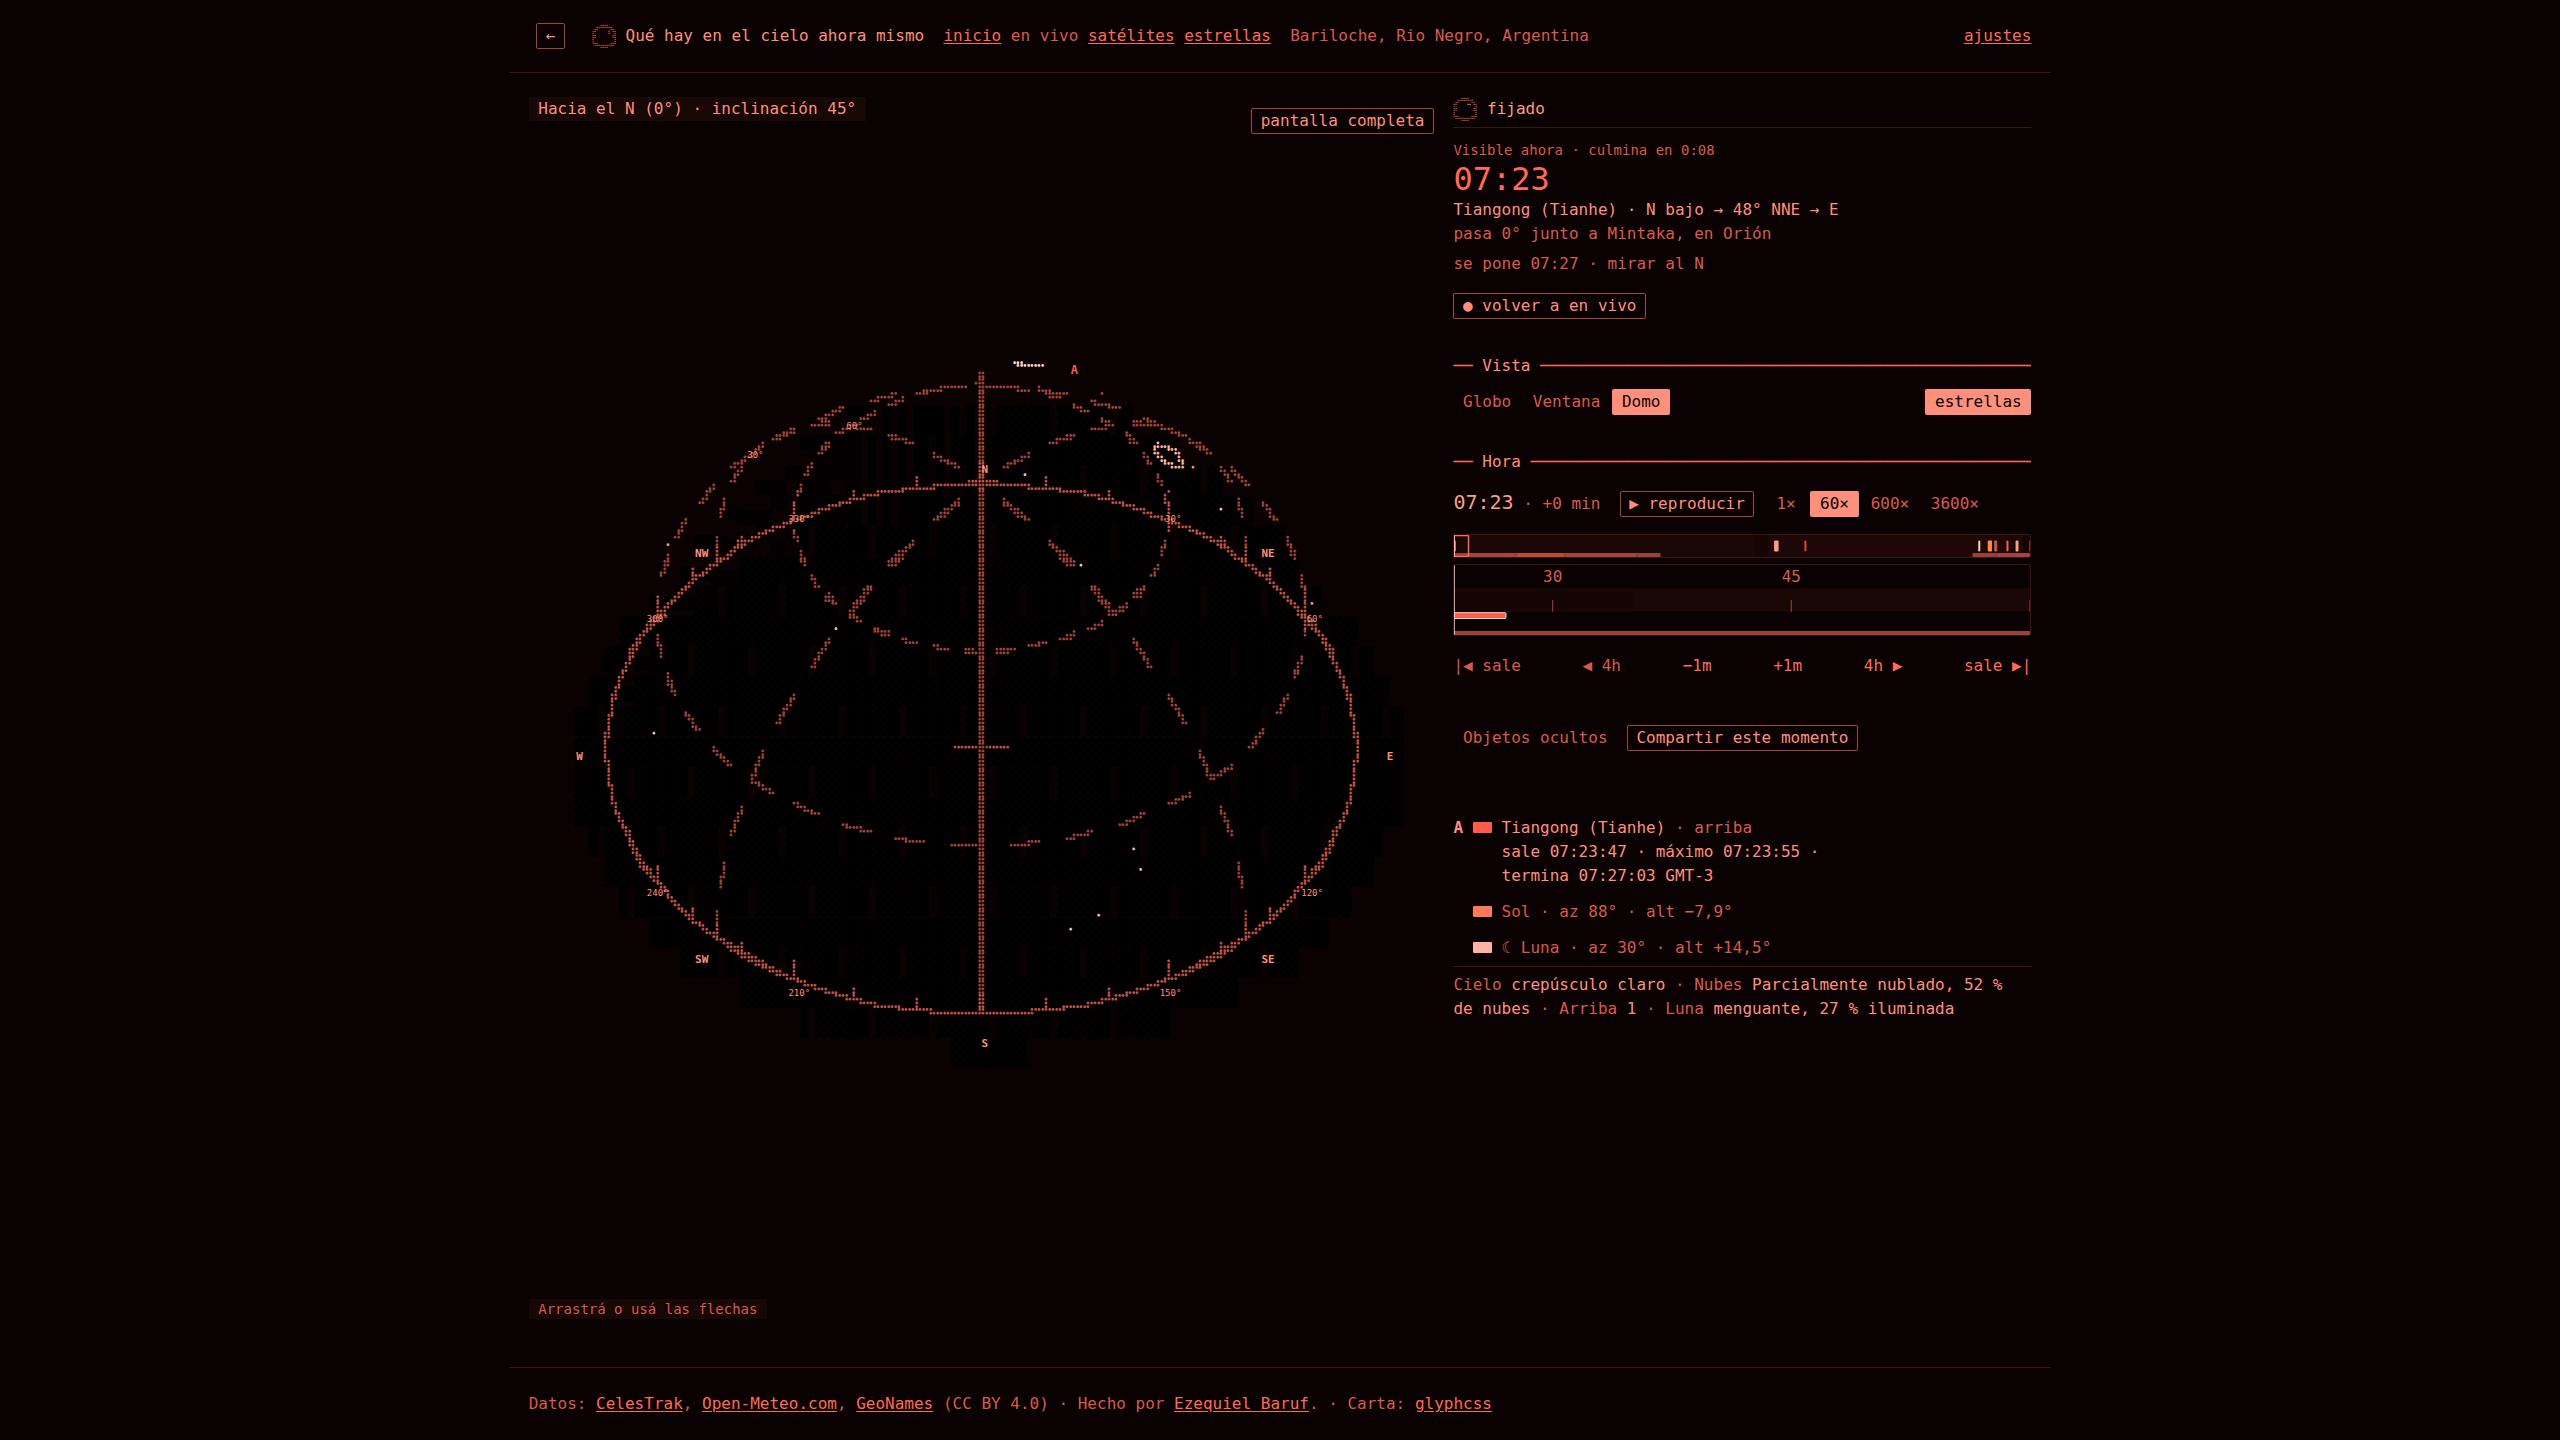 ← Qué hay en el cielo ahora mismo inicio en vivo satélites estrellas Bariloche, Rio Negro, Argentina ajustes
Hacia el N (0°) · inclinación 45°
pantalla completa
A
60°
30°
N
330°
30°
NW
NE
300°
60°
W
E
240°
120°
SW
SE
210°
150°
S
Arrastrá o usá las flechas
fijado
Visible ahora · culmina en 0:08
07:23
Tiangong (Tianhe) · N bajo → 48° NNE → E
pasa 0° junto a Mintaka, en Orión
se pone 07:27 · mirar al N
● volver a en vivo
Vista
Globo Ventana Domo estrellas
Hora
07:23 · +0 min ▶ reproducir 1× 60× 600× 3600×
30 45
|◀ sale ◀ 4h −1m +1m 4h ▶ sale ▶|
Objetos ocultos Compartir este momento
A Tiangong (Tianhe) · arriba
sale 07:23:47 · máximo 07:23:55 ·
termina 07:27:03 GMT-3
Sol · az 88° · alt −7,9°
☾ Luna · az 30° · alt +14,5°
Cielo crepúsculo claro · Nubes Parcialmente nublado, 52 %
de nubes · Arriba 1 · Luna menguante, 27 % iluminada
Datos: CelesTrak, Open-Meteo.com, GeoNames (CC BY 4.0) · Hecho por Ezequiel Baruf. · Carta: glyphcss